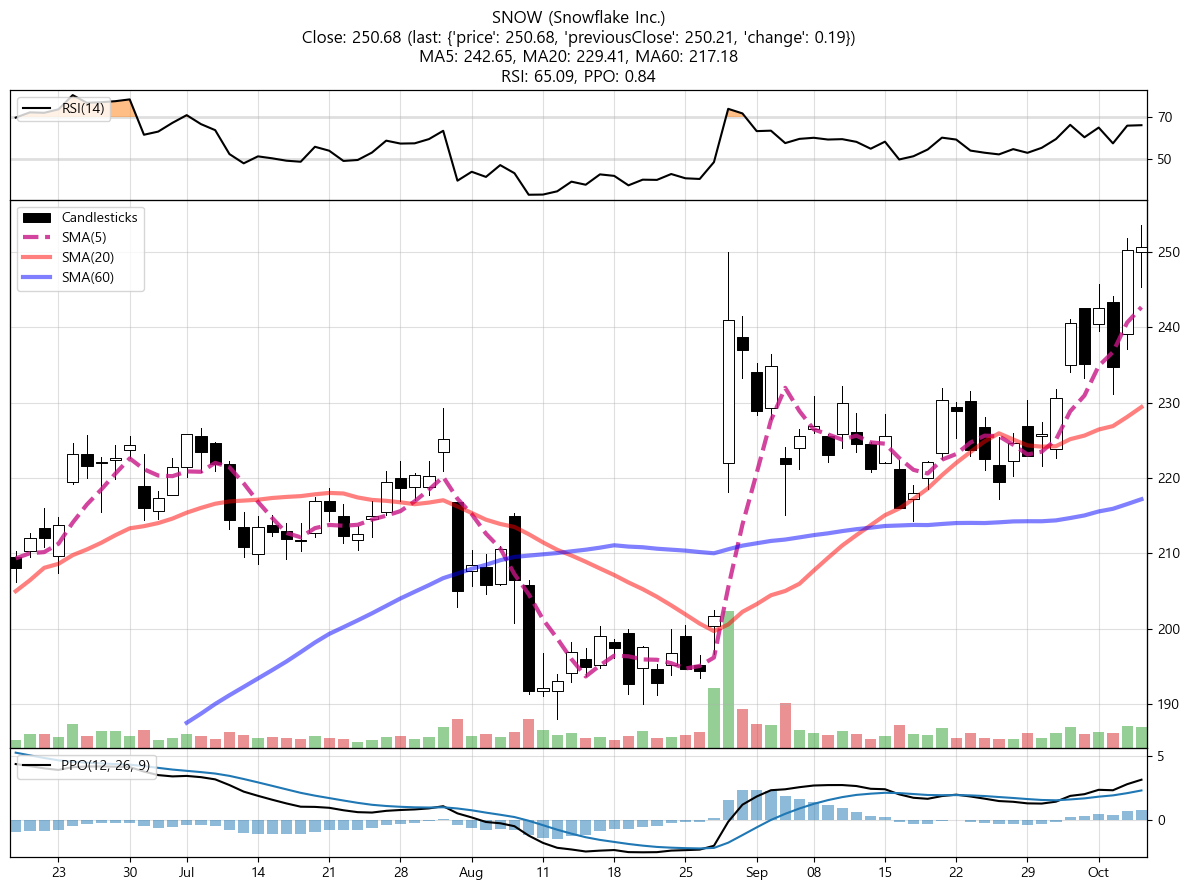 SNOW (Snowflake Inc.)
Close: 250.68 (last: {'price': 250.68, 'previousClose': 250.21, 'change': 0.19})
MA5: 242.65, MA20: 229.41, MA60: 217.18
RSI: 65.09, PPO: 0.84
RSI(14)
70
50
Candlesticks
SMA(5)
SMA(20)
SMA(60)
250
240
230
220
210
200
190
PPO(12, 26, 9)
5
0
23 30 Jul 14 21 28 Aug 11 18 25 Sep 08 15 22 29 Oct